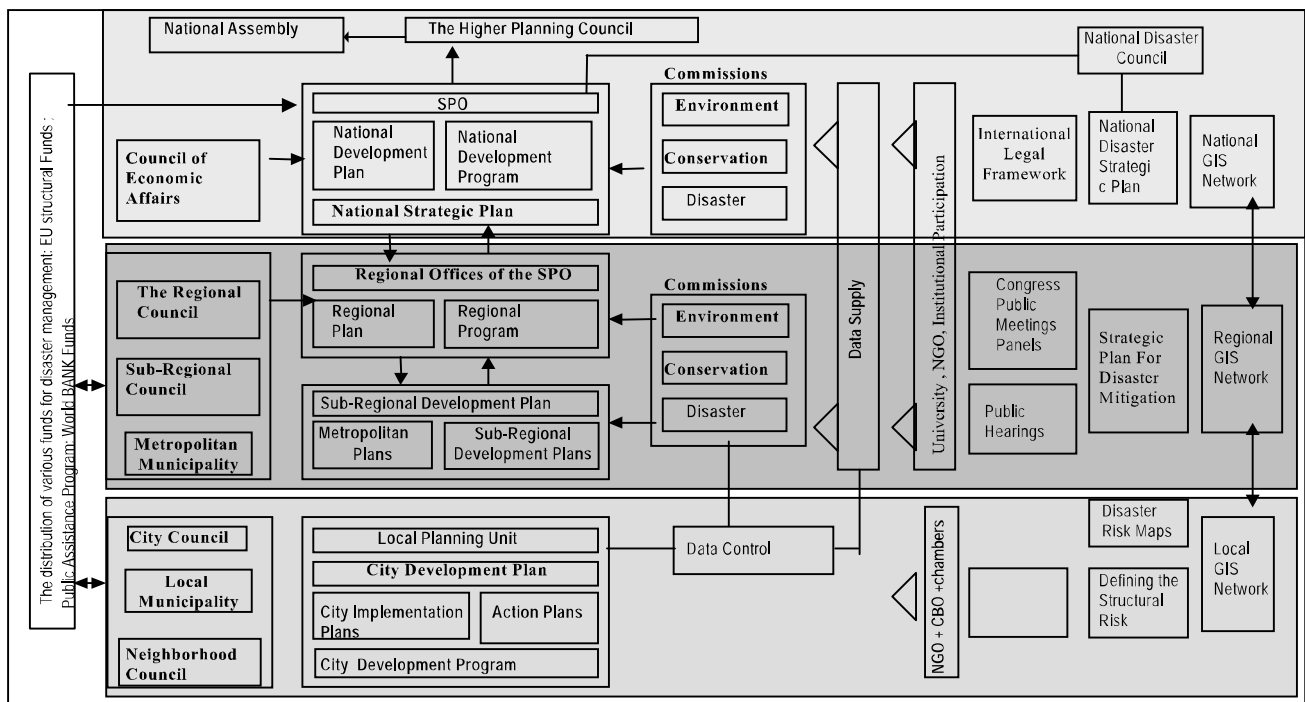 The distribution of various funds for disaster management: EU structural Funds ;
Public Assistance Program: World BANK Funds
National Assembly
The Higher Planning Council
National Disaster
Council
SPO
National
Development
Plan
National
Development
Program
National Strategic Plan
Council of
Economic
Affairs
Commissions
Environment
Conservation
Disaster
Data Supply
University , NGO, Institutional Participation
International
Legal
Framework
National
Disaster
Strategi
c Plan
National
GIS
Network
The Regional
Council
Sub-Regional
Council
Metropolitan
Municipality
Regional Offices of the SPO
Regional
Plan
Regional
Program
Sub-Regional Development Plan
Metropolitan
Plans
Sub-Regional
Development Plans
Commissions
Environment
Conservation
Disaster
Congress
Public
Meetings
Panels
Public
Hearings
Strategic
Plan For
Disaster
Mitigation
Regional
GIS
Network
City Council
Local
Municipality
Neighborhood
Council
Local Planning Unit
City Development Plan
City Implementation
Plans
Action Plans
City Development Program
Data Control
NGO + CBO +chambers
Disaster
Risk Maps
Defining the
Structural
Risk
Local
GIS
Network